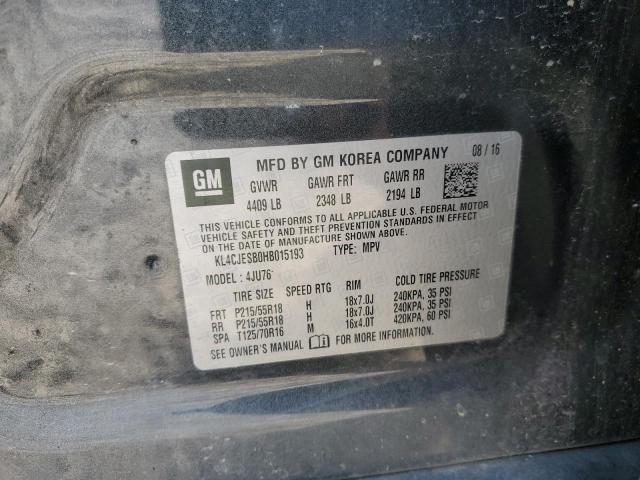 GM
MFD BY GM KOREA COMPANY 08 / 16
GVWR GAWR FRT GAWR RR
4409 LB 2348 LB 2194 LB
THIS VEHICLE CONFORMS TO ALL APPLICABLE U.S. FEDERAL MOTOR
VEHICLE SAFETY AND THEFT PREVENTION STANDARDS IN EFFECT
ON THE DATE OF MANUFACTURE SHOWN ABOVE.
KL4CJESB0HB015193 TYPE: MPV
MODEL: 4JU76
TIRE SIZE SPEED RTG RIM COLD TIRE PRESSURE
FRT P215/55R18 H 18x7.0J 240KPA, 35 PSI
RR P215/55R18 H 18x7.0J 240KPA, 35 PSI
SPA T125/70R16 M 16x4.0T 420KPA, 60 PSI
SEE OWNER'S MANUAL FOR MORE INFORMATION.